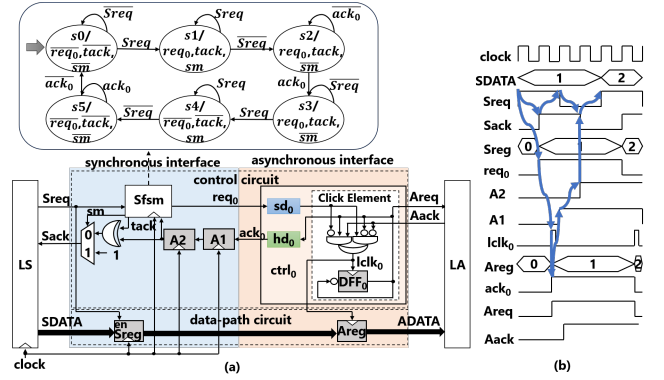 s0/
req0,tack,
sm
Sreq
Sreq
s1/
req0,tack,
sm
Sreq
Sreq
s2/
req0,tack,
sm
ack0
ack0
s3/
req0,tack,
sm
Sreq
Sreq
s4/
req0,tack,
sm
Sreq
Sreq
s5/
req0,tack,
sm
ack0
ack0
synchronous interface
asynchronous interface
control circuit
LS
Sreq
Sack
sm
0
1
1
Sfsm
tack
req0
A2
A1
ack0
sd0
hd0
ctrl0
Click Element
lclk0
DFF0
Areq
Aack
LA
SDATA
en
Sreg
data-path circuit
Areg
ADATA
clock
(a)
clock
SDATA
1
2
Sreq
Sack
Sreg
0
1
2
req0
A2
A1
lclk0
Areg
0
1
2
ack0
Areq
Aack
(b)